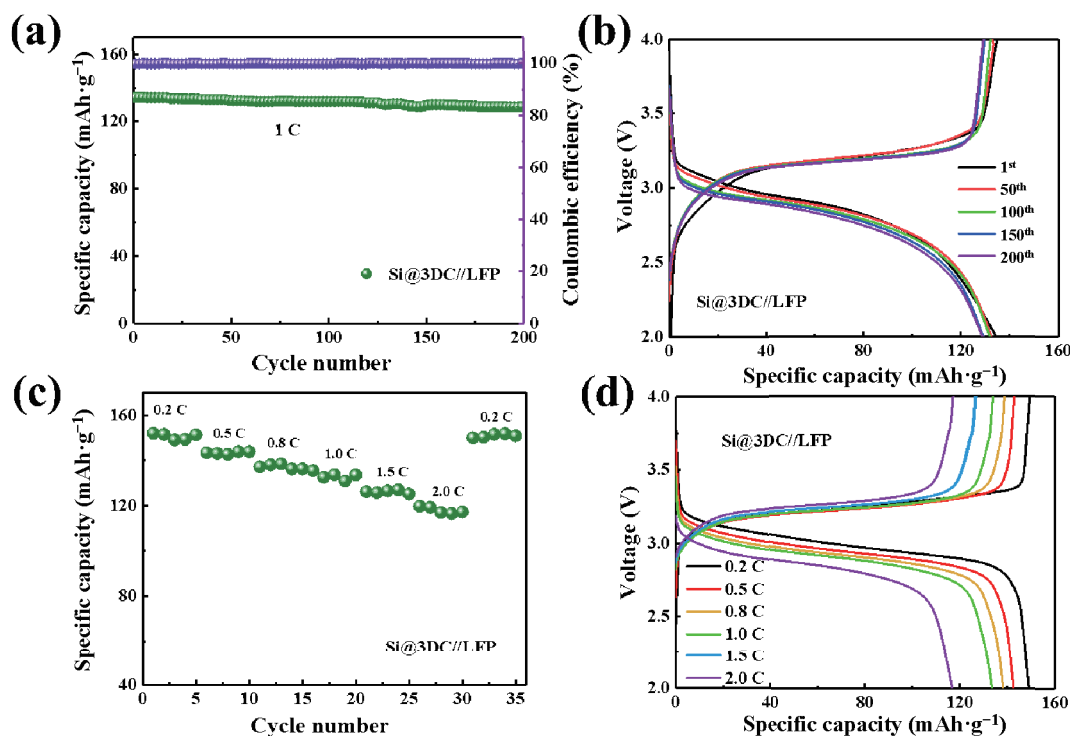 (a)
160
130
80
30
0
Specific capacity (mAh·g⁻¹)
1 C
Si@3DC//LFP
100
80
60
40
20
0
Coulombic efficiency (%)
0 50 100 150 200
Cycle number
(b)
4.0
3.5
3.0
2.5
2.0
Voltage (V)
1st
50th
100th
150th
200th
Si@3DC//LFP
0 40 80 120 160
Specific capacity (mAh·g⁻¹)
(c)
160
120
80
40
Specific capacity (mAh·g⁻¹)
0.2 C
0.5 C
0.8 C
1.0 C
1.5 C
2.0 C
0.2 C
Si@3DC//LFP
0 5 10 15 20 25 30 35
Cycle number
(d)
4.0
3.5
3.0
2.5
2.0
Voltage (V)
Si@3DC//LFP
0.2 C
0.5 C
0.8 C
1.0 C
1.5 C
2.0 C
0 40 80 120 160
Specific capacity (mAh·g⁻¹)